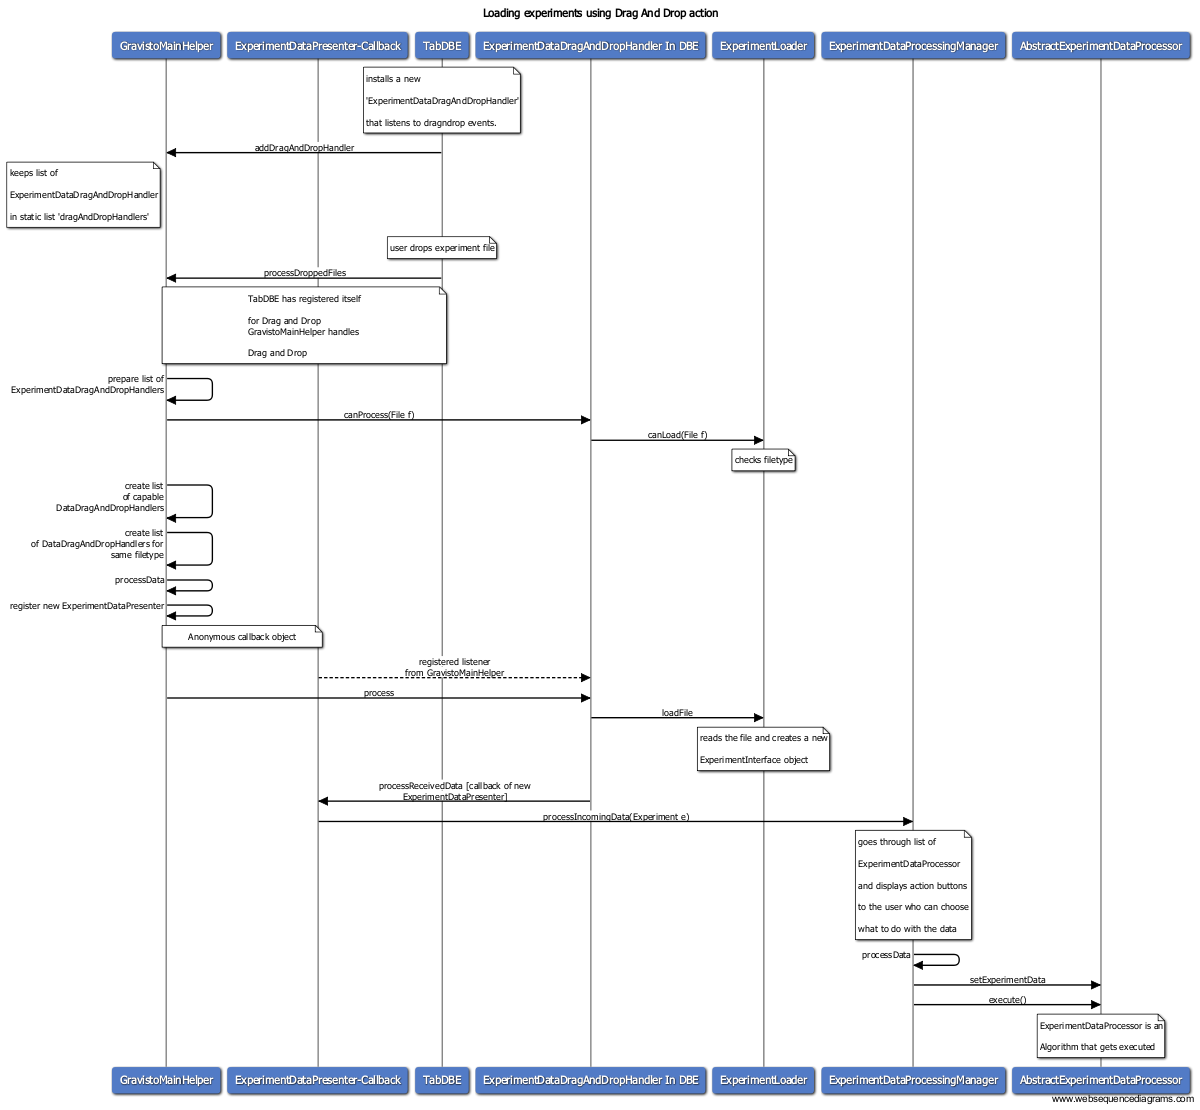 Loading experiments using Drag And Drop action
GravistoMainHelper
ExperimentDataPresenter-Callback
TabDBE
ExperimentDataDragAndDropHandler In DBE
ExperimentLoader
ExperimentDataProcessingManager
AbstractExperimentDataProcessor
installs a new
'ExperimentDataDragAndDropHandler'
that listens to dragndrop events.
addDragAndDropHandler
keeps list of
ExperimentDataDragAndDropHandler
in static list 'dragAndDropHandlers'
user drops experiment file
processDroppedFiles
TabDBE has registered itself
for Drag and Drop
GravistoMainHelper handles
Drag and Drop
prepare list of
ExperimentDataDragAndDropHandlers
canProcess(File f)
canLoad(File f)
checks filetype
create list
of capable
DataDragAndDropHandlers
create list
of DataDragAndDropHandlers for
same filetype
processData
register new ExperimentDataPresenter
Anonymous callback object
registered listener
from GravistoMainHelper
process
loadFile
reads the file and creates a new
ExperimentInterface object
processReceivedData [callback of new
ExperimentDataPresenter]
processIncomingData(Experiment e)
goes through list of
ExperimentDataProcessor
and displays action buttons
to the user who can choose
what to do with the data
processData
setExperimentData
execute()
ExperimentDataProcessor is an
Algorithm that gets executed
GravistoMainHelper
ExperimentDataPresenter-Callback
TabDBE
ExperimentDataDragAndDropHandler In DBE
ExperimentLoader
ExperimentDataProcessingManager
AbstractExperimentDataProcessor
www.websequencediagrams.com